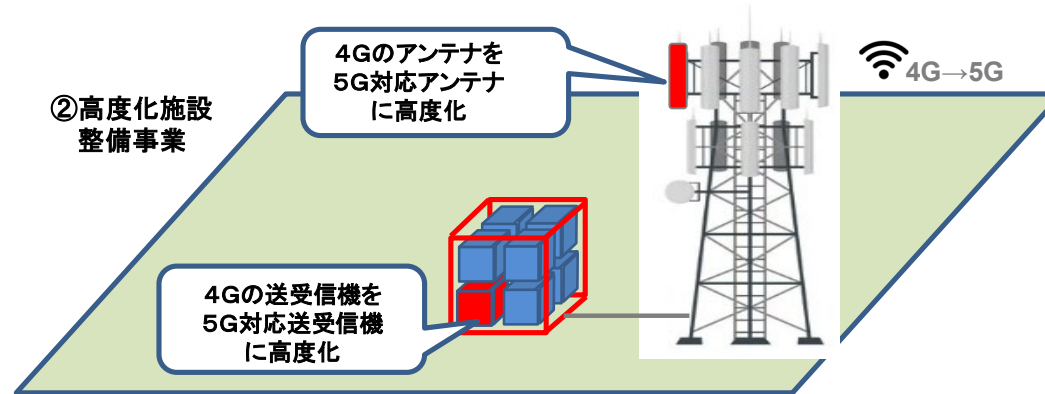 4Gのアンテナを
5G対応アンテナ
に高度化
4G→5G
②高度化施設
整備事業
4Gの送受信機を
5G対応送受信機
に高度化